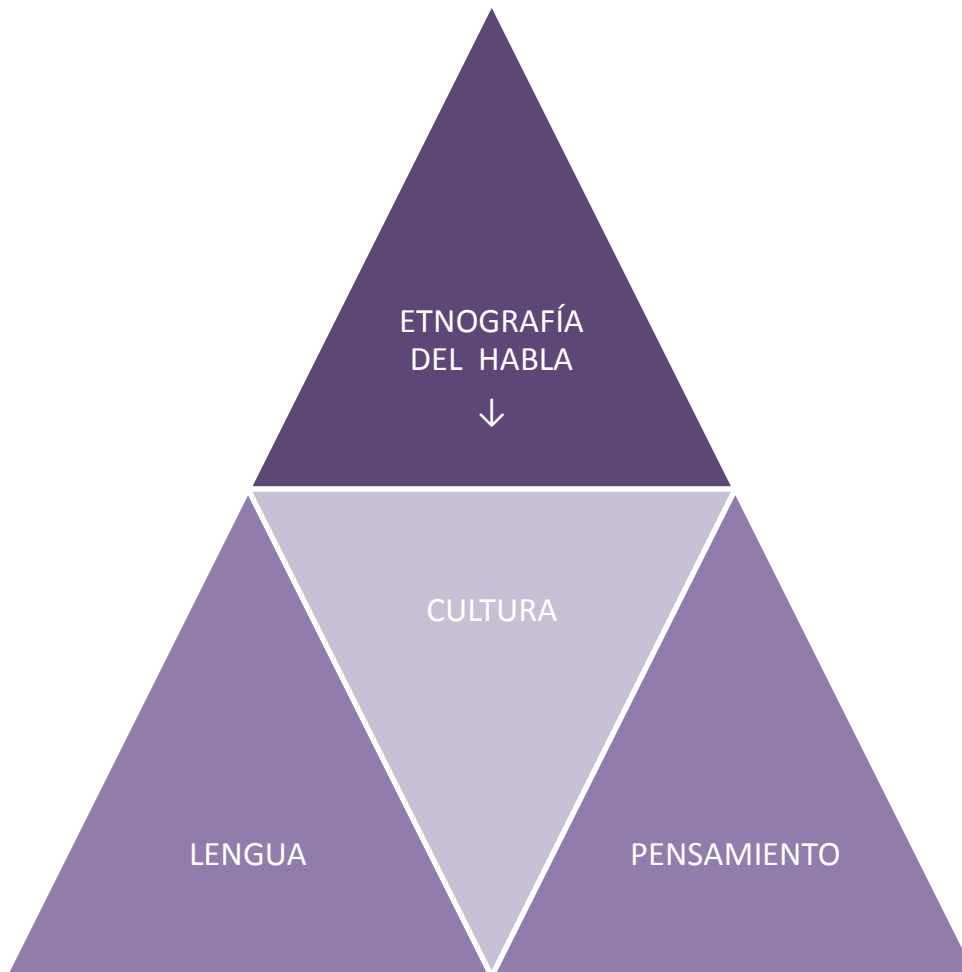 ETNOGRAFÍA
DEL HABLA
↓
CULTURA
LENGUA
PENSAMIENTO